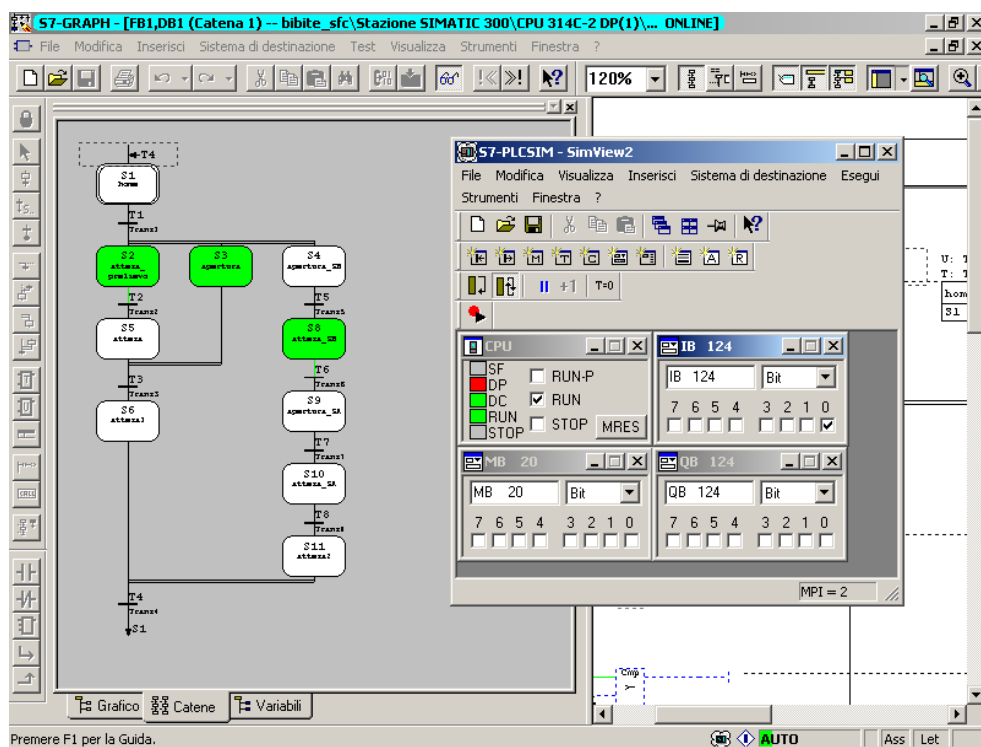 S7-GRAPH - [FB1,DB1 (Catena 1) -- bibite_sfc\Stazione SIMATIC 300\CPU 314C-2 DP(1)\... ONLINE]
File Modifica Inserisci Sistema di destinazione Test Visualizza Strumenti Finestra ?
120%
T4
S1
home
T1
Trans1
S2
attesa_
prelievo
S3
apertura
S4
apertura_SB
T2
Trans2
T5
Trans5
S5
attesa
S8
attesa_SB
T3
Trans3
T6
Trans6
S6
attesa1
S9
apertura_SA
T7
Trans7
S10
attesa_SA
T8
Trans8
S11
attesa2
T4
Trans4
S1
Grafico Catene Variabili
S7-PLCSIM - SimView2
File Modifica Visualizza Inserisci Sistema di destinazione Esegui
Strumenti Finestra ?
+1 T=0
CPU
SF
DP
DC
RUN
STOP
RUN-P
RUN
STOP
MRES
IB 124
IB 124 Bit
7 6 5 4 3 2 1 0
MB 20
MB 20 Bit
7 6 5 4 3 2 1 0
QB 124
QB 124 Bit
7 6 5 4 3 2 1 0
MPI = 2
U: T
T: T
hom
S1
Cmp
Premere F1 per la Guida.
AUTO
Ass Let